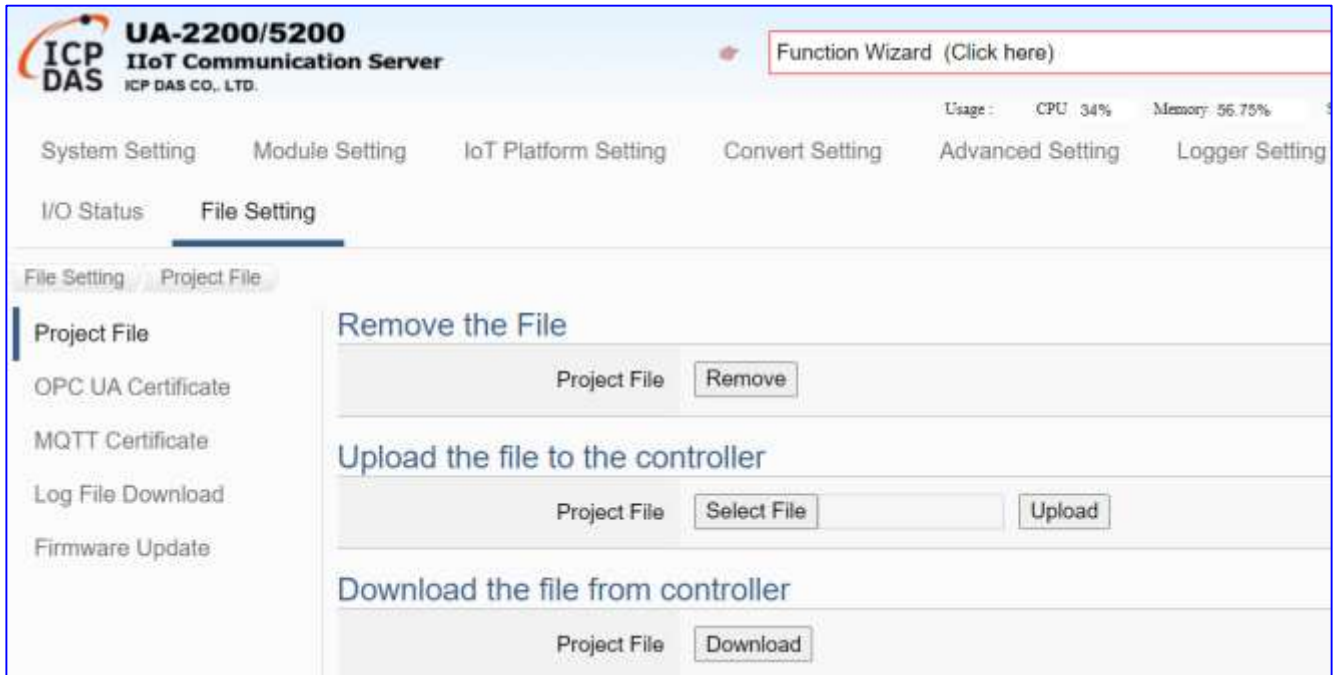 ICP DAS
UA-2200/5200
IIoT Communication Server
ICP DAS CO,. LTD.
Function Wizard (Click here)
Usage : CPU 34% Memory 56.75%
System Setting Module Setting IoT Platform Setting Convert Setting Advanced Setting Logger Setting
I/O Status File Setting
File Setting Project File
Project File
OPC UA Certificate
MQTT Certificate
Log File Download
Firmware Update
Remove the File
Project File Remove
Upload the file to the controller
Project File Select File Upload
Download the file from controller
Project File Download